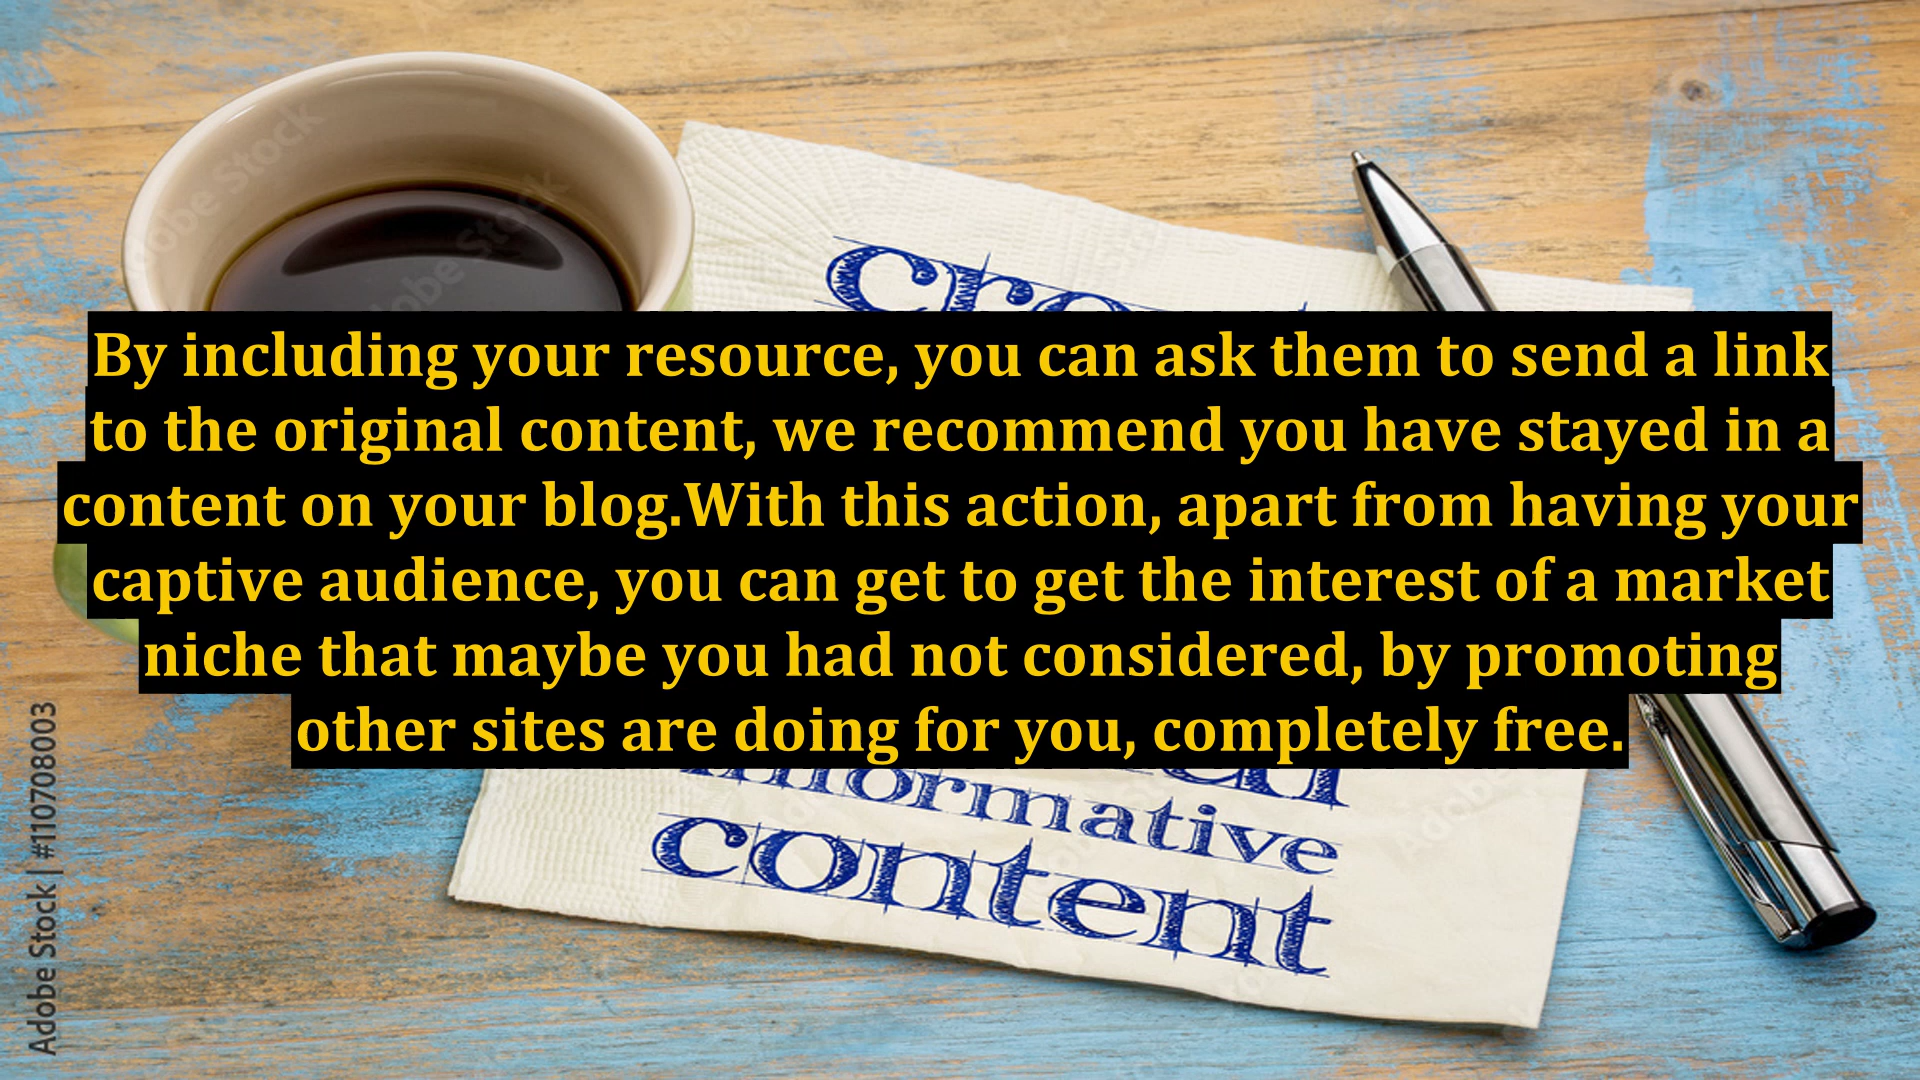 By including your resource, you can ask them to send a link
to the original content, we recommend you have stayed in a
content on your blog.With this action, apart from having your
captive audience, you can get to get the interest of a market
niche that maybe you had not considered, by promoting
other sites are doing for you, completely free.
informative
content
Adobe Stock | #110708003